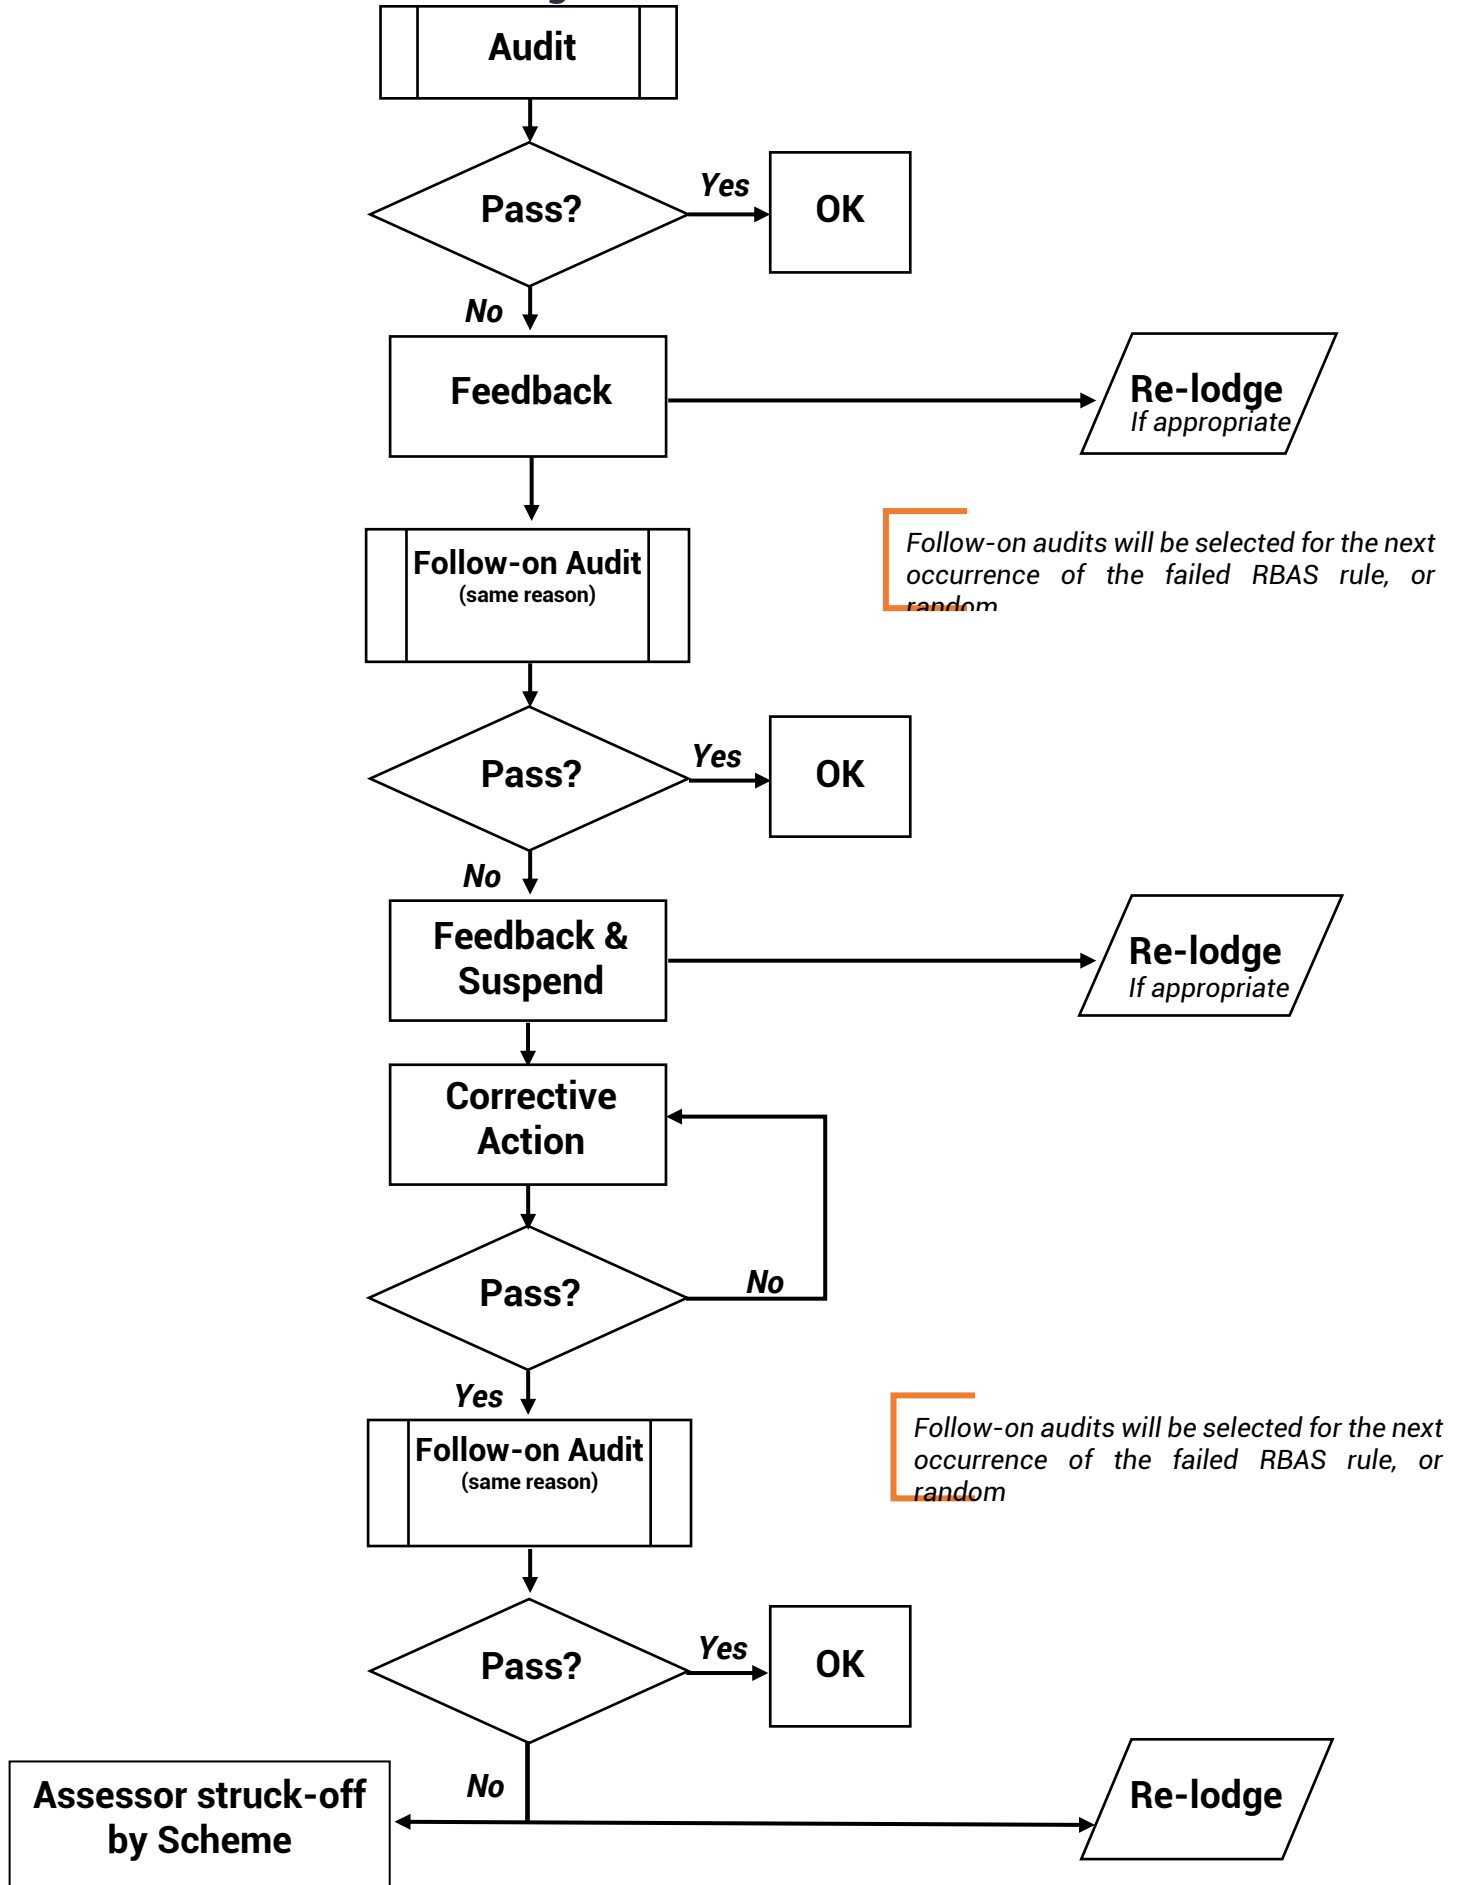 Audit
Pass?
Yes
OK
No
Feedback
Re-lodge
If appropriate
Follow-on Audit
(same reason)
Follow-on audits will be selected for the next
occurrence of the failed RBAS rule, or
random
Pass?
Yes
OK
No
Feedback &
Suspend
Re-lodge
If appropriate
Corrective
Action
Pass?
No
Yes
Follow-on Audit
(same reason)
Follow-on audits will be selected for the next
occurrence of the failed RBAS rule, or
random
Pass?
Yes
OK
No
Assessor struck-off
by Scheme
Re-lodge